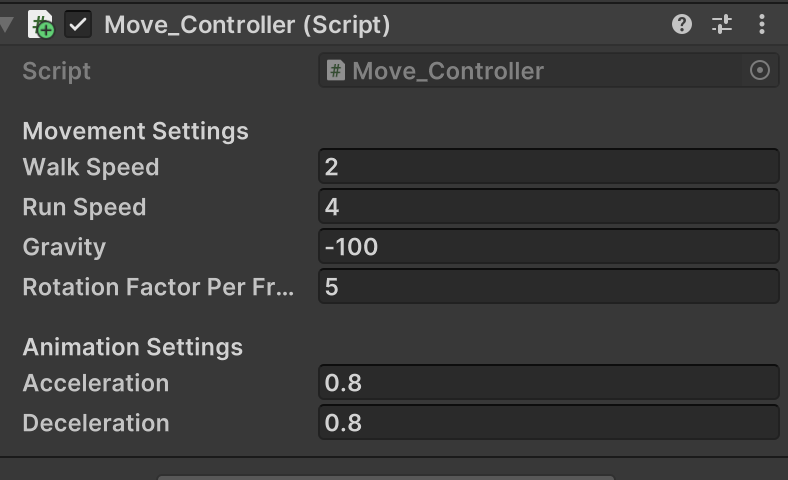 Move_Controller (Script)
Script # Move_Controller
Movement Settings
Walk Speed 2
Run Speed 4
Gravity -100
Rotation Factor Per Fr... 5
Animation Settings
Acceleration 0.8
Deceleration 0.8